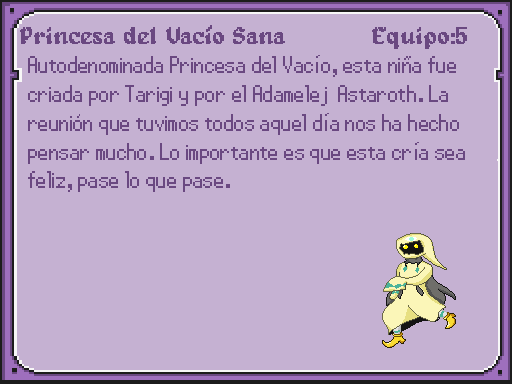 Princesa del Vacío Sana Equipo:5
Autodenominada Princesa del Vacío, esta niña fue
criada por Tarigi y por el Adamelej Astaroth. La
reunión que tuvimos todos aquel día nos ha hecho
pensar mucho. Lo importante es que esta cría sea
feliz, pase lo que pase.